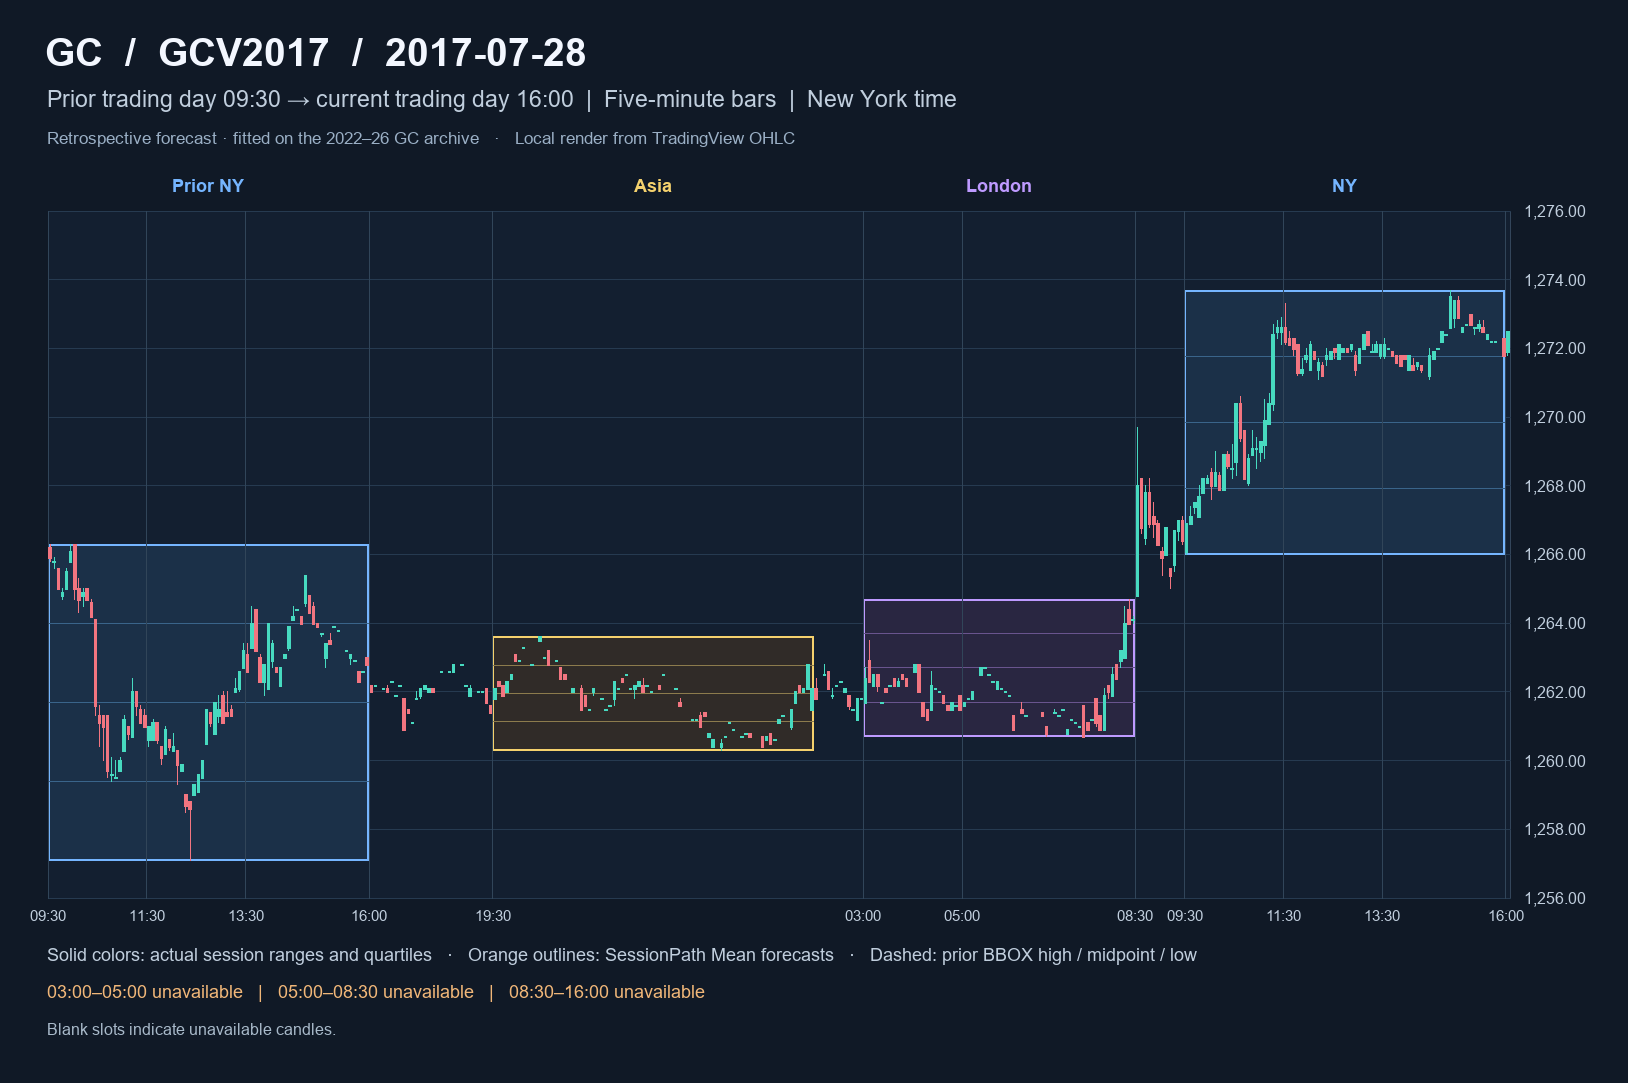 GC / GCV2017 / 2017-07-28
Prior trading day 09:30 → current trading day 16:00 | Five-minute bars | New York time
Retrospective forecast · fitted on the 2022–26 GC archive · Local render from TradingView OHLC
Prior NY Asia London NY
1,276.00
1,274.00
1,272.00
1,270.00
1,268.00
1,266.00
1,264.00
1,262.00
1,260.00
1,258.00
1,256.00
09:30 11:30 13:30 16:00 19:30 03:00 05:00 08:30 09:30 11:30 13:30 16:00
Solid colors: actual session ranges and quartiles · Orange outlines: SessionPath Mean forecasts · Dashed: prior BBOX high / midpoint / low
03:00–05:00 unavailable | 05:00–08:30 unavailable | 08:30–16:00 unavailable
Blank slots indicate unavailable candles.